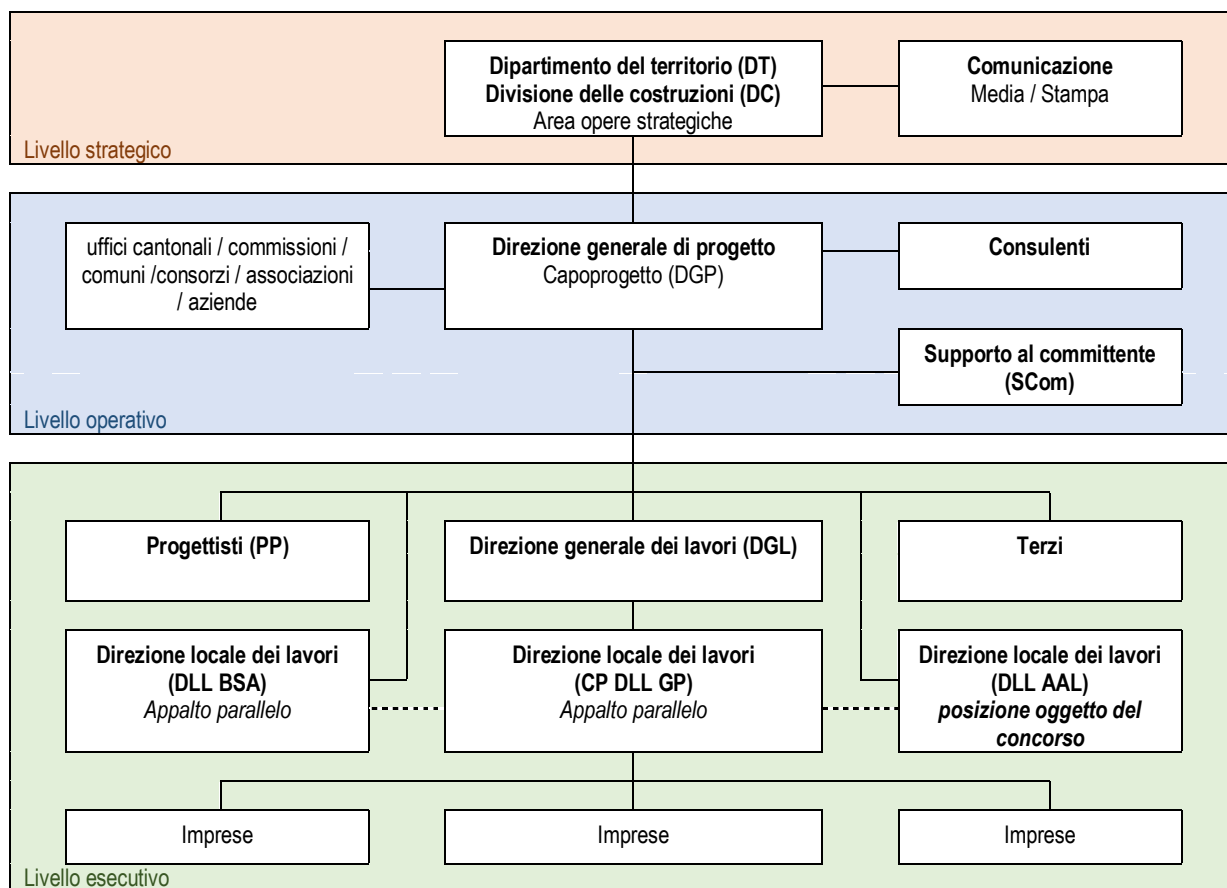 Dipartimento del territorio (DT)
Divisione delle costruzioni (DC)
Area opere strategiche
Comunicazione
Media / Stampa
Livello strategico
uffici cantonali / commissioni /
comuni /consorzi / associazioni
/ aziende
Direzione generale di progetto
Capoprogetto (DGP)
Consulenti
Supporto al committente
(SCom)
Livello operativo
Progettisti (PP)
Direzione generale dei lavori (DGL)
Terzi
Direzione locale dei lavori
(DLL BSA)
Appalto parallelo
Direzione locale dei lavori
(CP DLL GP)
Appalto parallelo
Direzione locale dei lavori
(DLL AAL)
posizione oggetto del
concorso
Imprese
Imprese
Imprese
Livello esecutivo